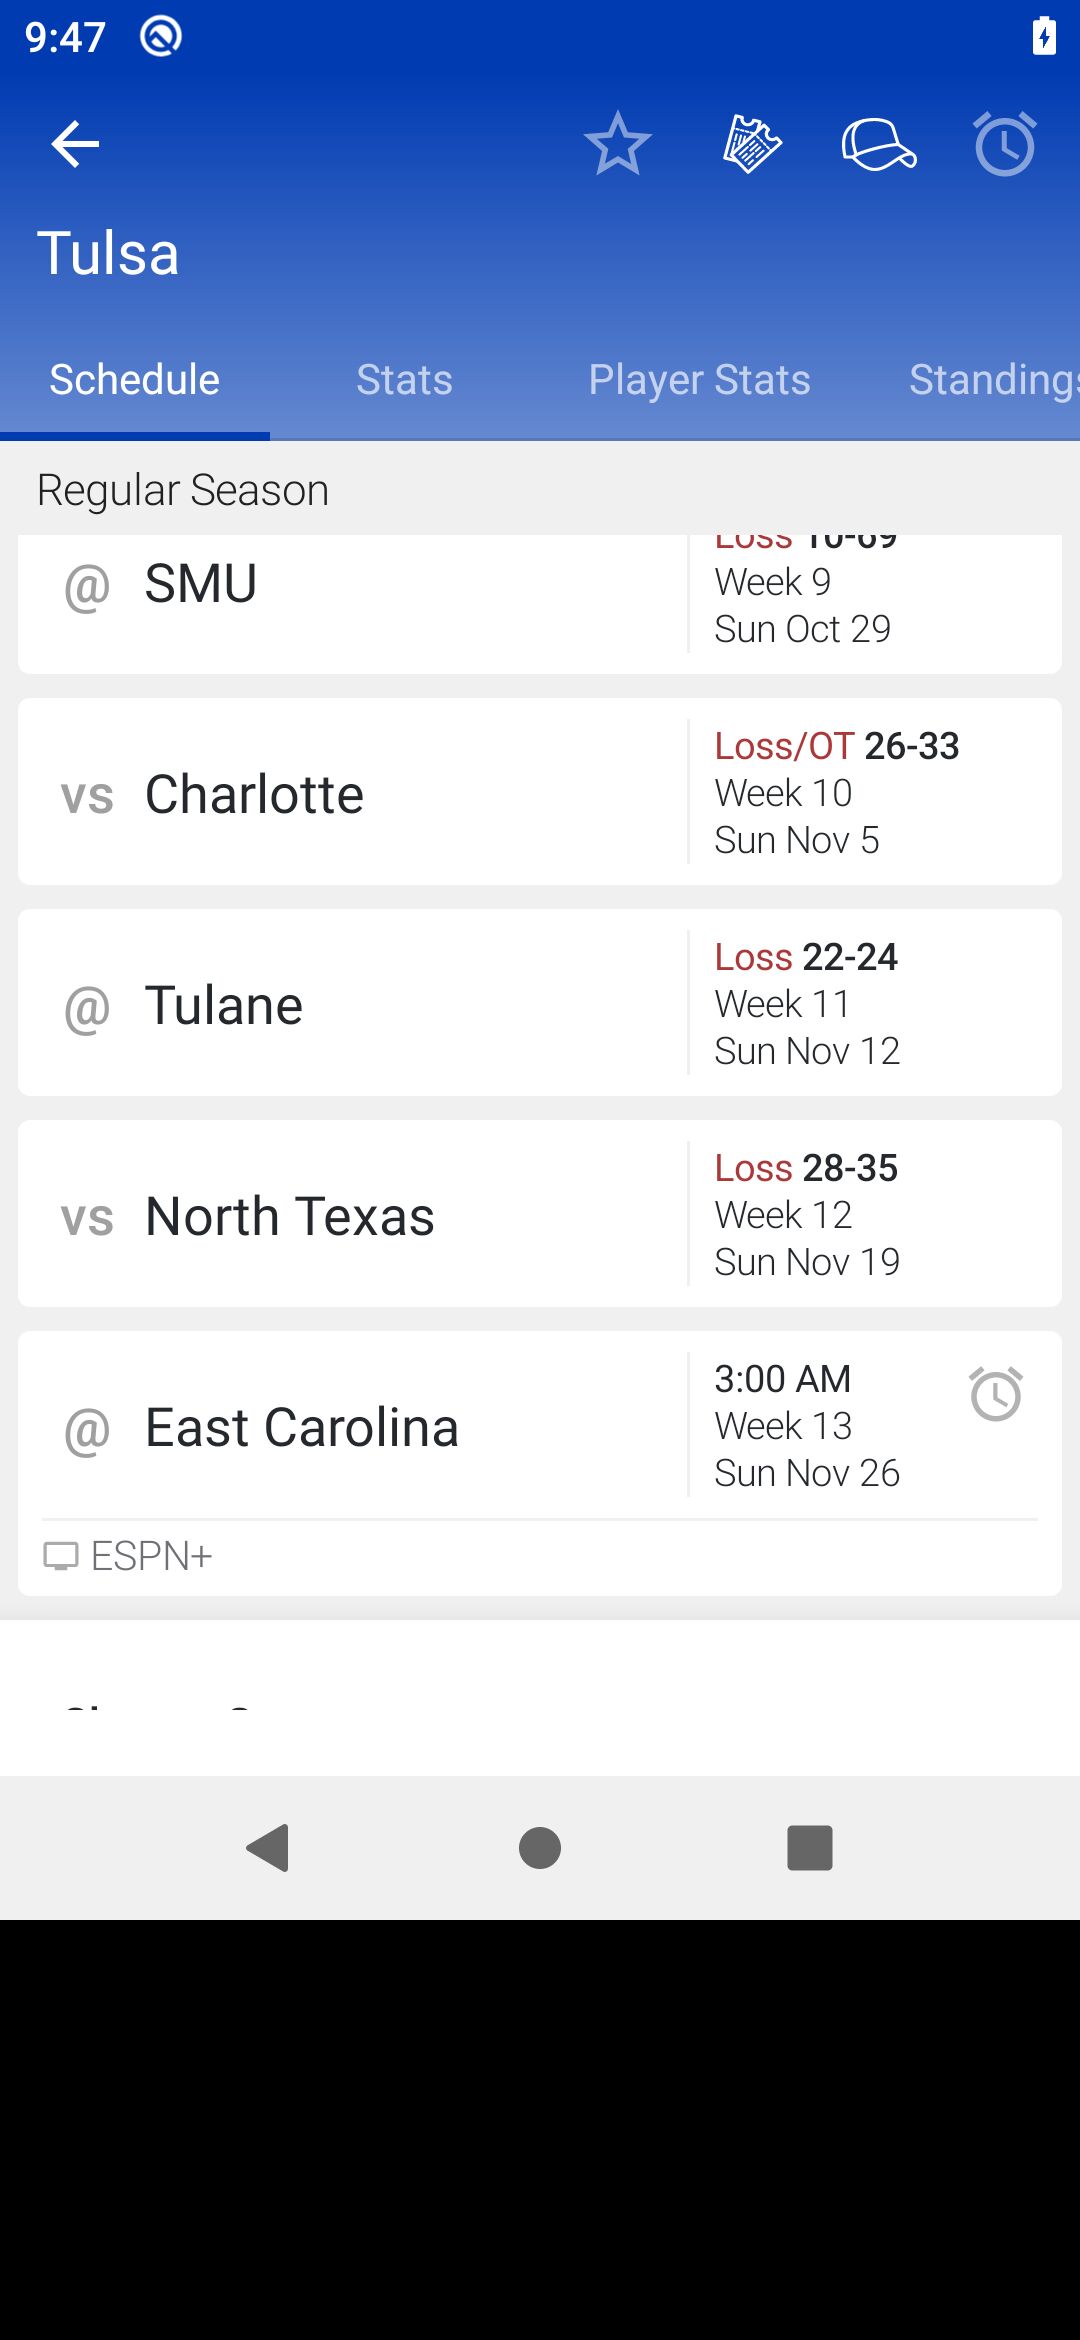 9:47
Tulsa
Schedule Stats Player Stats Standings
Regular Season
Loss 10-69
@ SMU
Week 9
Sun Oct 29
Loss/OT 26-33
vs Charlotte
Week 10
Sun Nov 5
Loss 22-24
@ Tulane
Week 11
Sun Nov 12
Loss 28-35
vs North Texas
Week 12
Sun Nov 19
3:00 AM
@ East Carolina
Week 13
Sun Nov 26
ESPN+